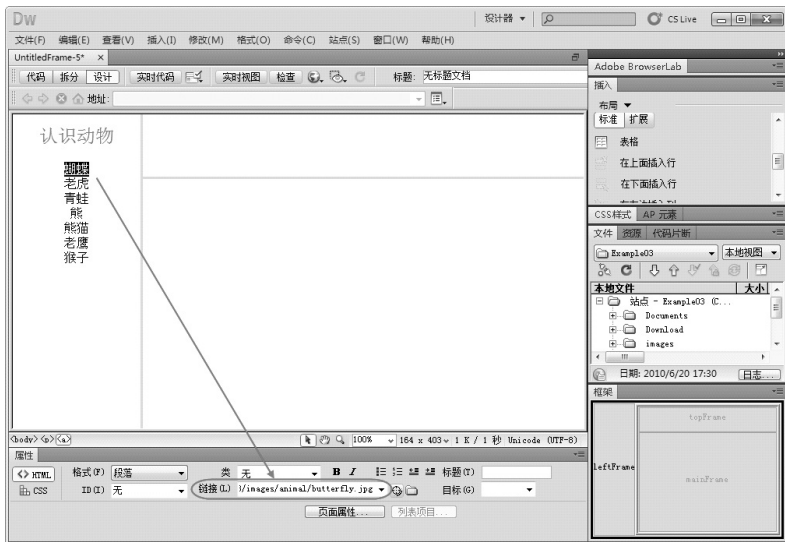 Dw
设计器
CS Live
文件(F) 编辑(E) 查看(V) 插入(I) 修改(M) 格式(O) 命令(C) 站点(S) 窗口(W) 帮助(H)
UntitledFrame-5* ×
代码 拆分 设计 实时代码 实时视图 检查 标题: 无标题文档
地址:
认识动物
蝴蝶
老虎
青蛙
熊
熊猫
老鹰
猴子
<body> <p> <a>
100% 164 x 403 1 K / 1 秒 Unicode (UTF-8)
属性
<> HTML 格式(F) 段落 类 无 B I 标题(T)
CSS ID(I) 无 链接(L) )/images/animal/butterfly.jpg 目标(G)
页面属性... 列表项目...
Adobe BrowserLab
插入
布局
标准 扩展
表格
在上面插入行
在下面插入行
CSS样式 AP 元素
文件 资源 代码片断
Example03 本地视图
本地文件 大小
站点 - Example03 (C...
Documents
Download
images
日期: 2010/6/20 17:30 日志...
框架
topFrame
leftFrame
mainFrame